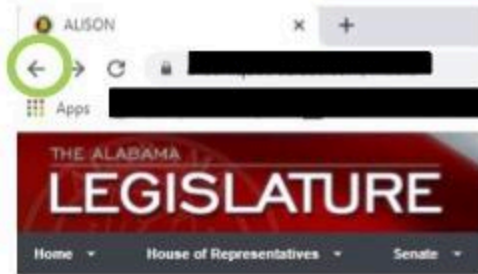 ALISON
Apps
THE ALABAMA
LEGISLATURE
Home House of Representatives Senate